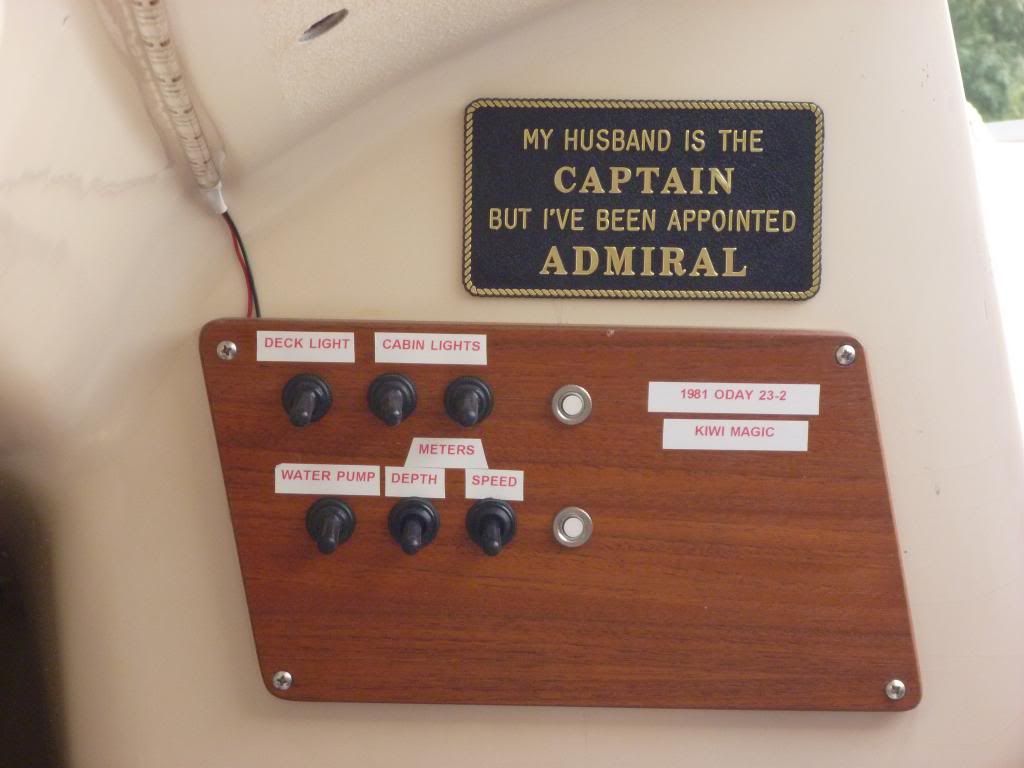 MY HUSBAND IS THE
CAPTAIN
BUT I'VE BEEN APPOINTED
ADMIRAL
DECK LIGHT
CABIN LIGHTS
1981 ODAY 23-2
KIWI MAGIC
METERS
WATER PUMP
DEPTH
SPEED